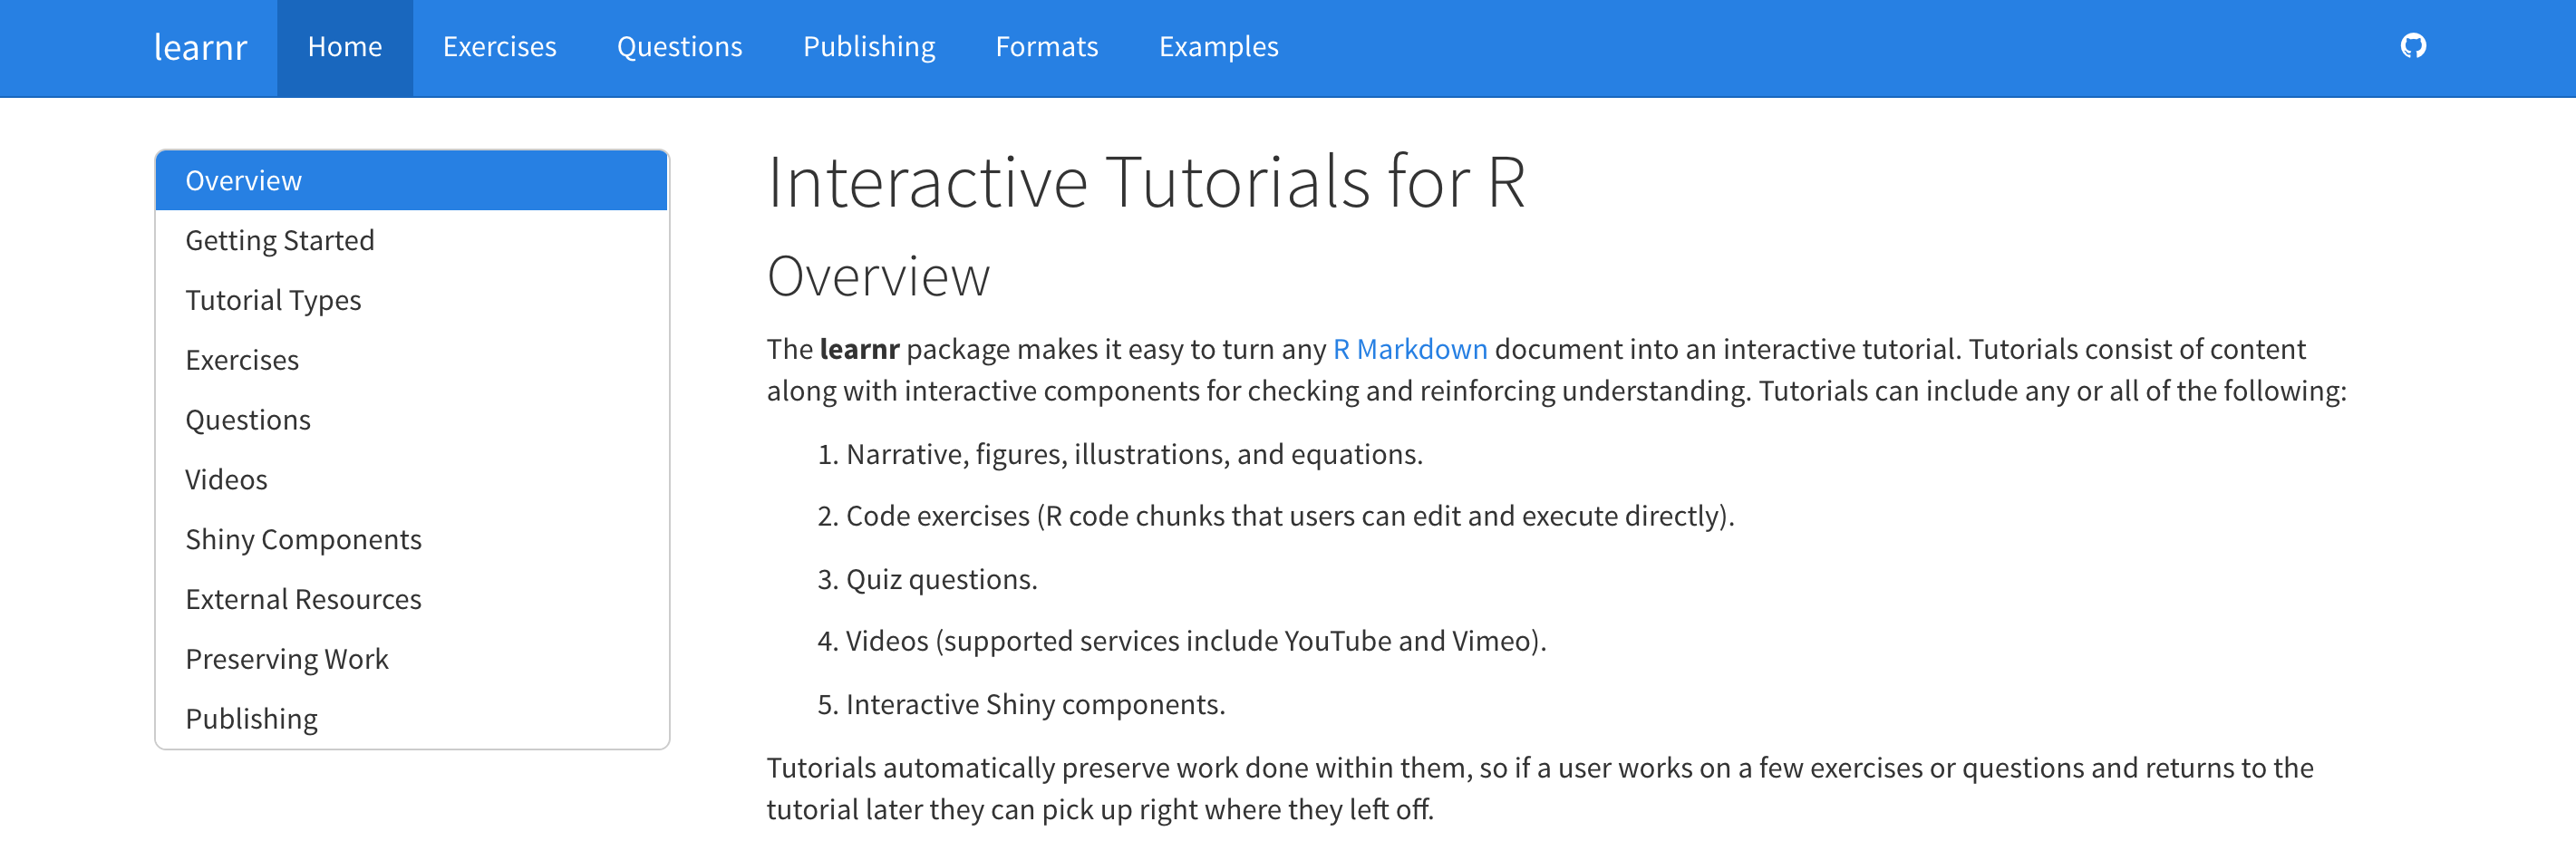 learnr Home Exercises Questions Publishing Formats Examples
Overview
Getting Started
Tutorial Types
Exercises
Questions
Videos
Shiny Components
External Resources
Preserving Work
Publishing
Interactive Tutorials for R
Overview
The learnr package makes it easy to turn any R Markdown document into an interactive tutorial. Tutorials consist of content
along with interactive components for checking and reinforcing understanding. Tutorials can include any or all of the following:
1. Narrative, figures, illustrations, and equations.
2. Code exercises (R code chunks that users can edit and execute directly).
3. Quiz questions.
4. Videos (supported services include YouTube and Vimeo).
5. Interactive Shiny components.
Tutorials automatically preserve work done within them, so if a user works on a few exercises or questions and returns to the
tutorial later they can pick up right where they left off.